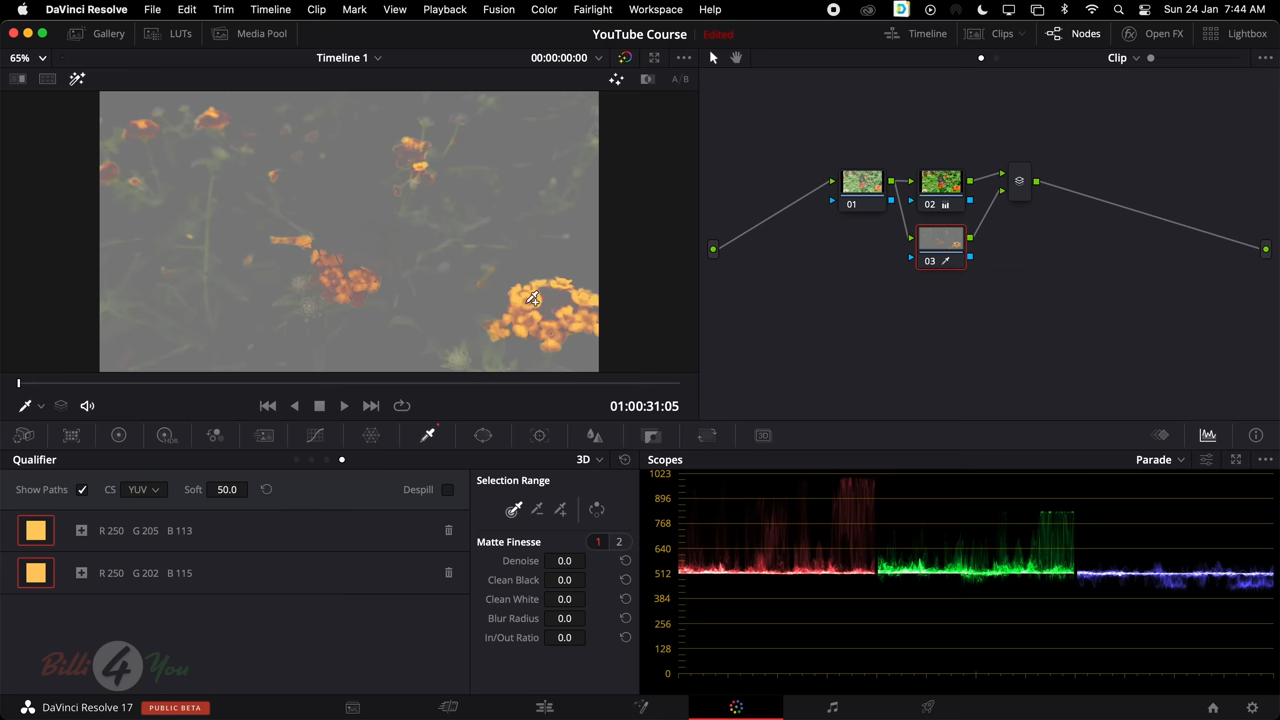 DaVinci Resolve File Edit Trim Timeline Clip Mark View Playback Fusion Color Fairlight Workspace Help Sun 24 Jan 7:44 AM
Gallery LUTs Media Pool YouTube Course Edited Timeline Clips Nodes Open FX Lightbox
65% Timeline 1 00:00:00:00 Clip
A/B
01 02
03
01:00:31:05
HDR 3D
Qualifier 3D Scopes Parade
Show Paths CS YUV Soft 50.0 Despill
Selection Range
R 250 G 205 B 113
R 250 G 202 B 115
Matte Finesse 1 2
Denoise 0.0
Clean Black 0.0
Clean White 0.0
Blur Radius 0.0
In/Out Ratio 0.0
1023
896
768
640
512
384
256
128
0
Billi 4 You
DaVinci Resolve 17 PUBLIC BETA